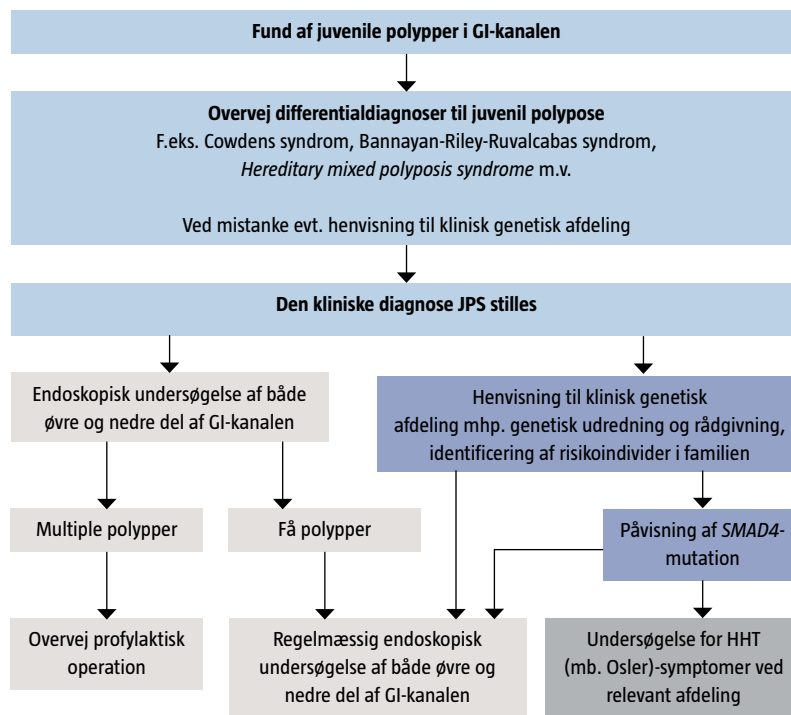 Fund af juvenile polypper i GI-kanalen
Overvej differentialdiagnoser til juvenil polypose
F.eks. Cowdens syndrom, Bannayan-Riley-Ruvalcabas syndrom,
Hereditary mixed polyposis syndrome m.v.
Ved mistanke evt. henvisning til klinisk genetisk afdeling
Den kliniske diagnose JPS stilles
Endoskopisk undersøgelse af både
øvre og nedre del af GI-kanalen
Henvisning til klinisk genetisk
afdeling mhp. genetisk udredning og rådgivning,
identificering af risikoindivider i familien
Multiple polypper
Få polypper
Påvisning af SMAD4-
mutation
Overvej profylaktisk
operation
Regelmæssig endoskopisk
undersøgelse af både øvre og
nedre del af GI-kanalen
Undersøgelse for HHT
(mb. Osler)-symptomer ved
relevant afdeling